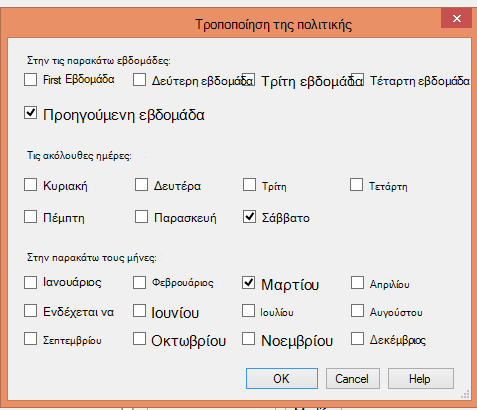 Τροποποίηση της πολιτικής
Στην τις παρακάτω εβδομάδες:
First Εβδομάδα Δεύτερη εβδομάδα Τρίτη εβδομάδα Τέταρτη εβδομάδα
Προηγούμενη εβδομάδα
Τις ακόλουθες ημέρες:
Κυριακή Δευτέρα Τρίτη Τετάρτη
Πέμπτη Παρασκευή Σάββατο
Στην παρακάτω τους μήνες:
Ιανουάριος Φεβρουάριος Μαρτίου Απριλίου
Ενδέχεται να Ιουνίου Ιουλίου Αυγούστου
Σεπτεμβρίου Οκτωβρίου Νοεμβρίου Δεκέμβριος
OK Cancel Help